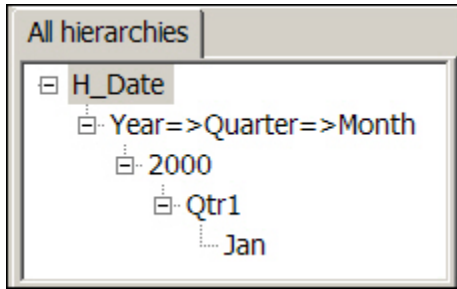 All hierarchies
H_Date
Year=>Quarter=>Month
2000
Qtr1
Jan